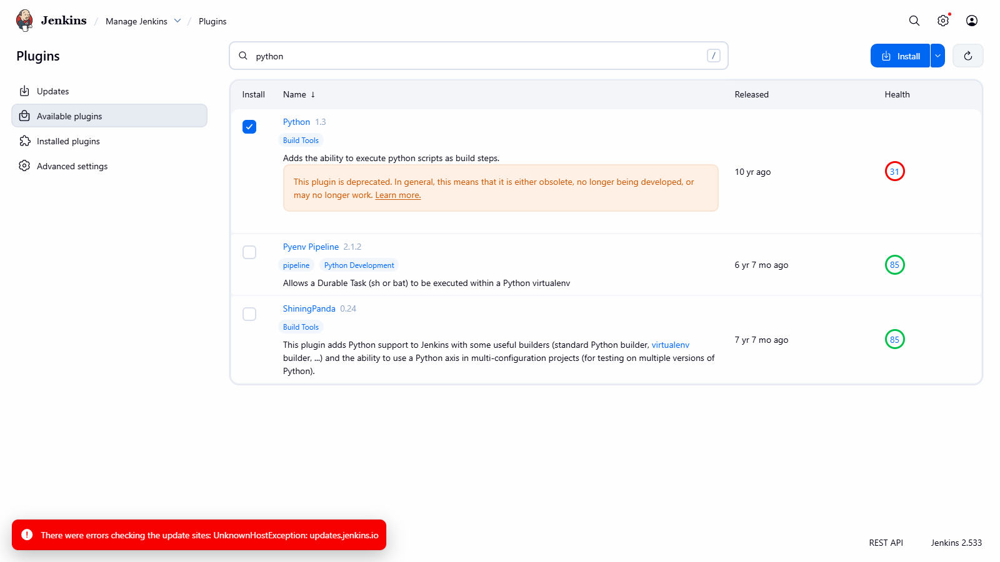 Jenkins / Manage Jenkins / Plugins
Plugins
python /
Install
Updates
Available plugins
Installed plugins
Advanced settings
Install Name ↓ Released Health
Python 1.3
Build Tools
Adds the ability to execute python scripts as build steps.
This plugin is deprecated. In general, this means that it is either obsolete, no longer being developed, or
may no longer work. Learn more.
10 yr ago
31
Pyenv Pipeline 2.1.2
pipeline Python Development
Allows a Durable Task (sh or bat) to be executed within a Python virtualenv
6 yr 7 mo ago
85
ShiningPanda 0.24
Build Tools
This plugin adds Python support to Jenkins with some useful builders (standard Python builder, virtualenv
builder, ...) and the ability to use a Python axis in multi-configuration projects (for testing on multiple versions of
Python).
7 yr 7 mo ago
85
There were errors checking the update sites: UnknownHostException: updates.jenkins.io
REST API Jenkins 2.533